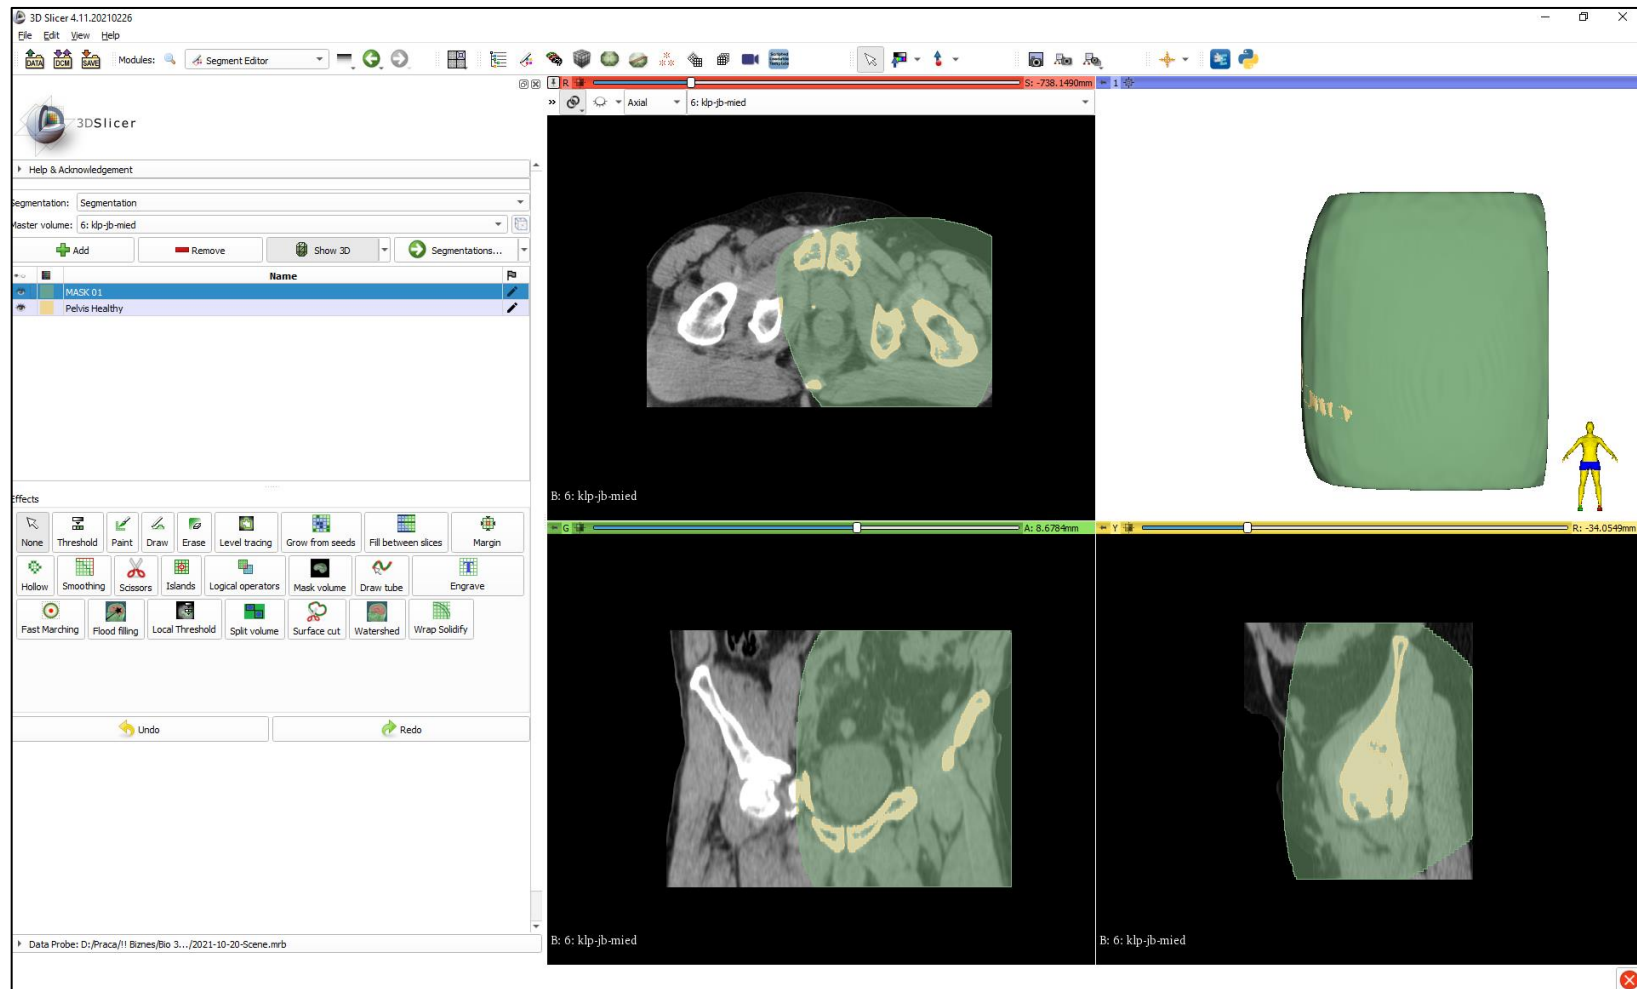 3D Slicer 4.11.20210226
File Edit View Help
DATA DCM SAVE Modules: Segment Editor
R S: -738.1490mm 1
Axial 6: klp-jb-mied
3DSlicer
Help & Acknowledgement
Segmentation: Segmentation
Master volume: 6: klp-jb-mied
Add Remove Show 3D Segmentations...
Name
MASK 01
Pelvis Healthy
B: 6: klp-jb-mied
G A: 8.6784mm Y R: -34.0549mm
Effects
None Threshold Paint Draw Erase Level tracing Grow from seeds Fill between slices Margin
Hollow Smoothing Scissors Islands Logical operators Mask volume Draw tube Engrave
Fast Marching Flood filling Local Threshold Split volume Surface cut Watershed Wrap Solidify
Undo Redo
Data Probe: D:/Praca/!! Biznes/Bio 3.../2021-10-20-Scene.mrb
B: 6: klp-jb-mied B: 6: klp-jb-mied